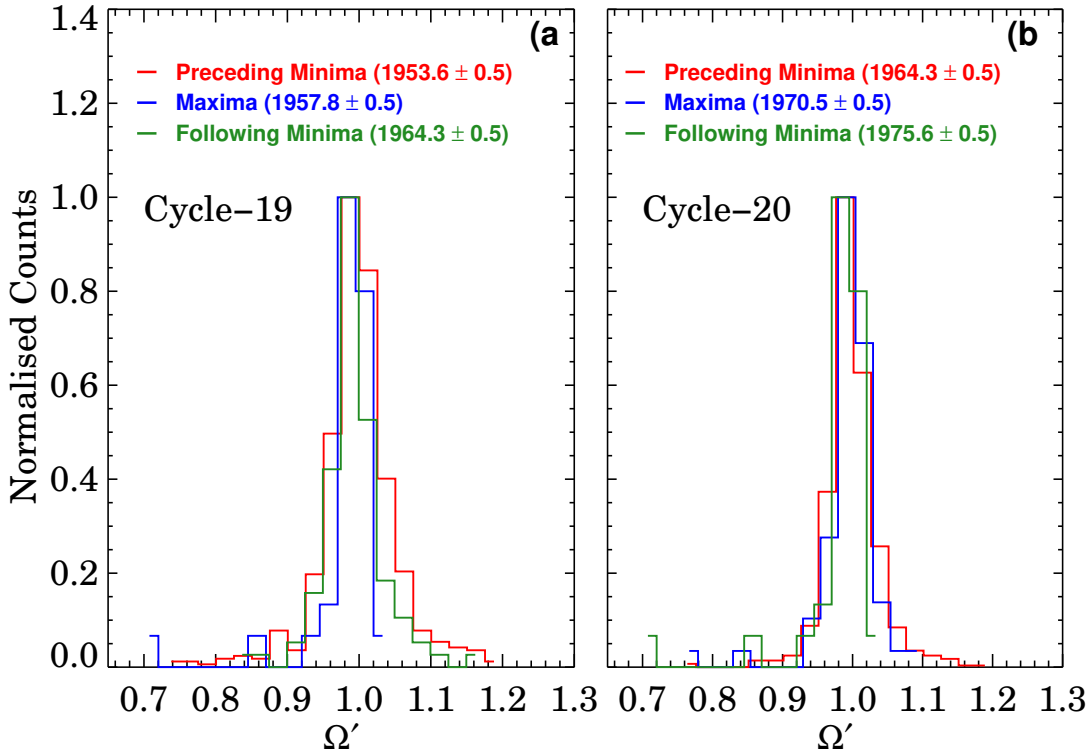 (a
Preceding Minima (1953.6 ± 0.5)
Maxima (1957.8 ± 0.5)
Following Minima (1964.3 ± 0.5)
Cycle−19
(b
Preceding Minima (1964.3 ± 0.5)
Maxima (1970.5 ± 0.5)
Following Minima (1975.6 ± 0.5)
Cycle−20
Normalised Counts
1.4
1.2
1.0
0.8
0.6
0.4
0.2
0.0
0.7 0.8 0.9 1.0 1.1 1.2 1.3
0.7 0.8 0.9 1.0 1.1 1.2 1.3
Ω′
Ω′